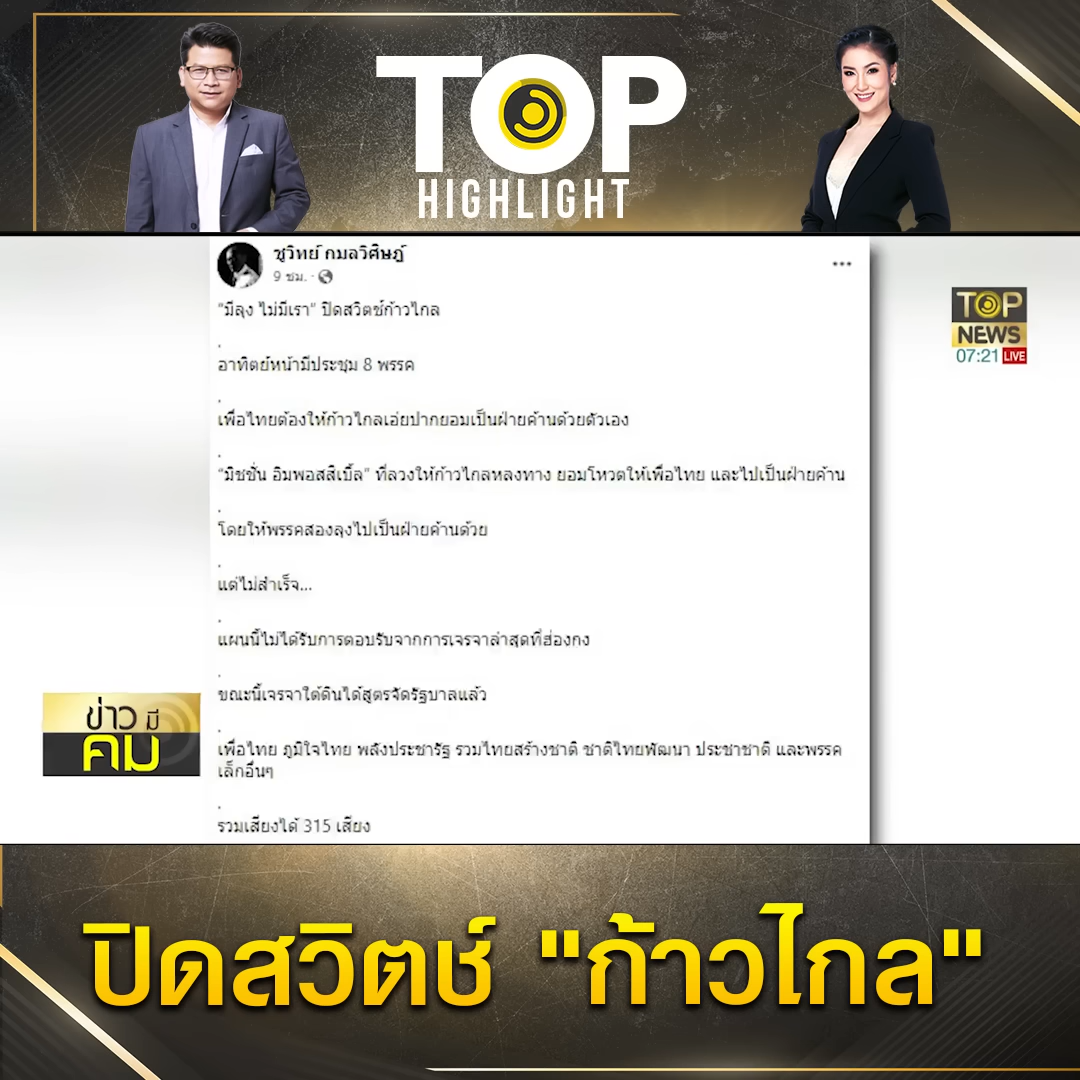 TOP
HIGHLIGHT
ชูวิทย์ กมลวิศิษฎ์
9 ชม.
"มีลุง ไม่มีเรา" ปิดสวิตช์ก้าวไกล
.
อาทิตย์หน้ามีประชุม 8 พรรค
.
เพื่อไทยต้องให้ก้าวไกลเอ่ยปากยอมเป็นฝ่ายค้านด้วยตัวเอง
.
"มิชชั่น อิมพอสสิเบิ้ล" ที่ลวงให้ก้าวไกลหลงทาง ยอมโหวตให้เพื่อไทย และไปเป็นฝ่ายค้าน
.
โดยให้พรรคสองลุงไปเป็นฝ่ายค้านด้วย
.
แต่ไม่สำเร็จ...
.
แผนนี้ไม่ได้รับการตอบรับจากการเจรจาล่าสุดที่ฮ่องกง
.
ขณะนี้เจรจาใต้ดินได้สูตรจัดรัฐบาลแล้ว
.
เพื่อไทย ภูมิใจไทย พลังประชารัฐ รวมไทยสร้างชาติ ชาติไทยพัฒนา ประชาชาติ และพรรค
เล็กอื่นๆ
.
รวมเสียงได้ 315 เสียง
TOP
NEWS
07:21 LIVE
ข่าวมี
คม
ปิดสวิตช์ "ก้าวไกล"